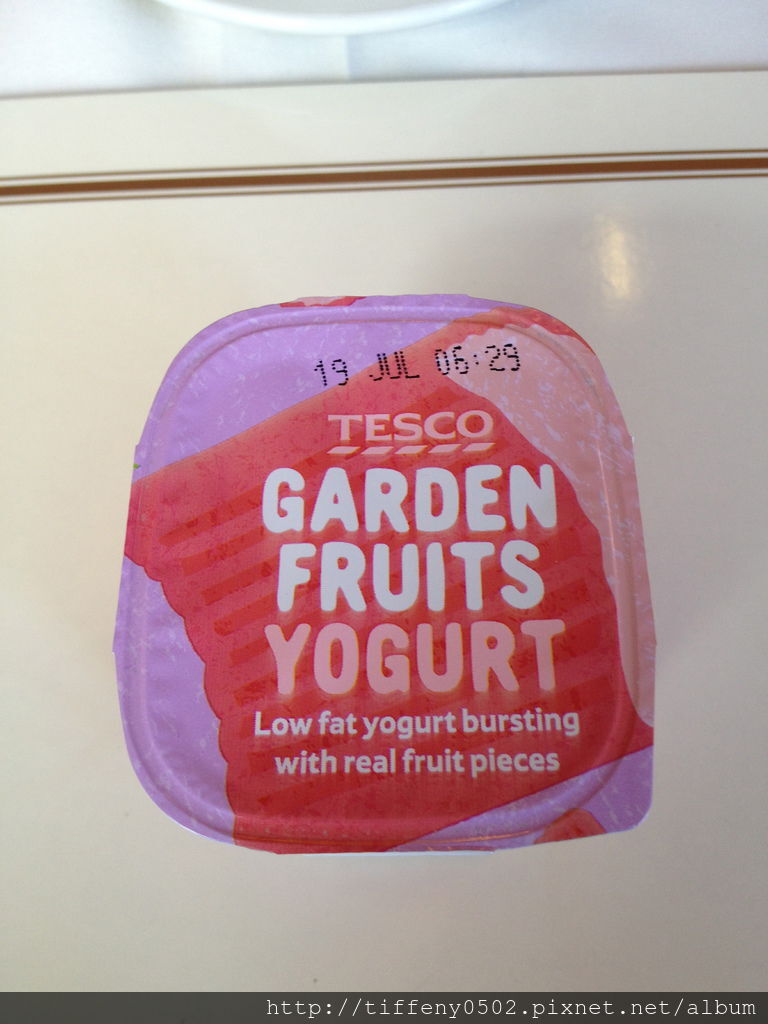 19 JUL 06:29
TESCO
GARDEN
FRUITS
YOGURT
Low fat yogurt bursting
with real fruit pieces
http://tiffeny0502.pixnet.net/album